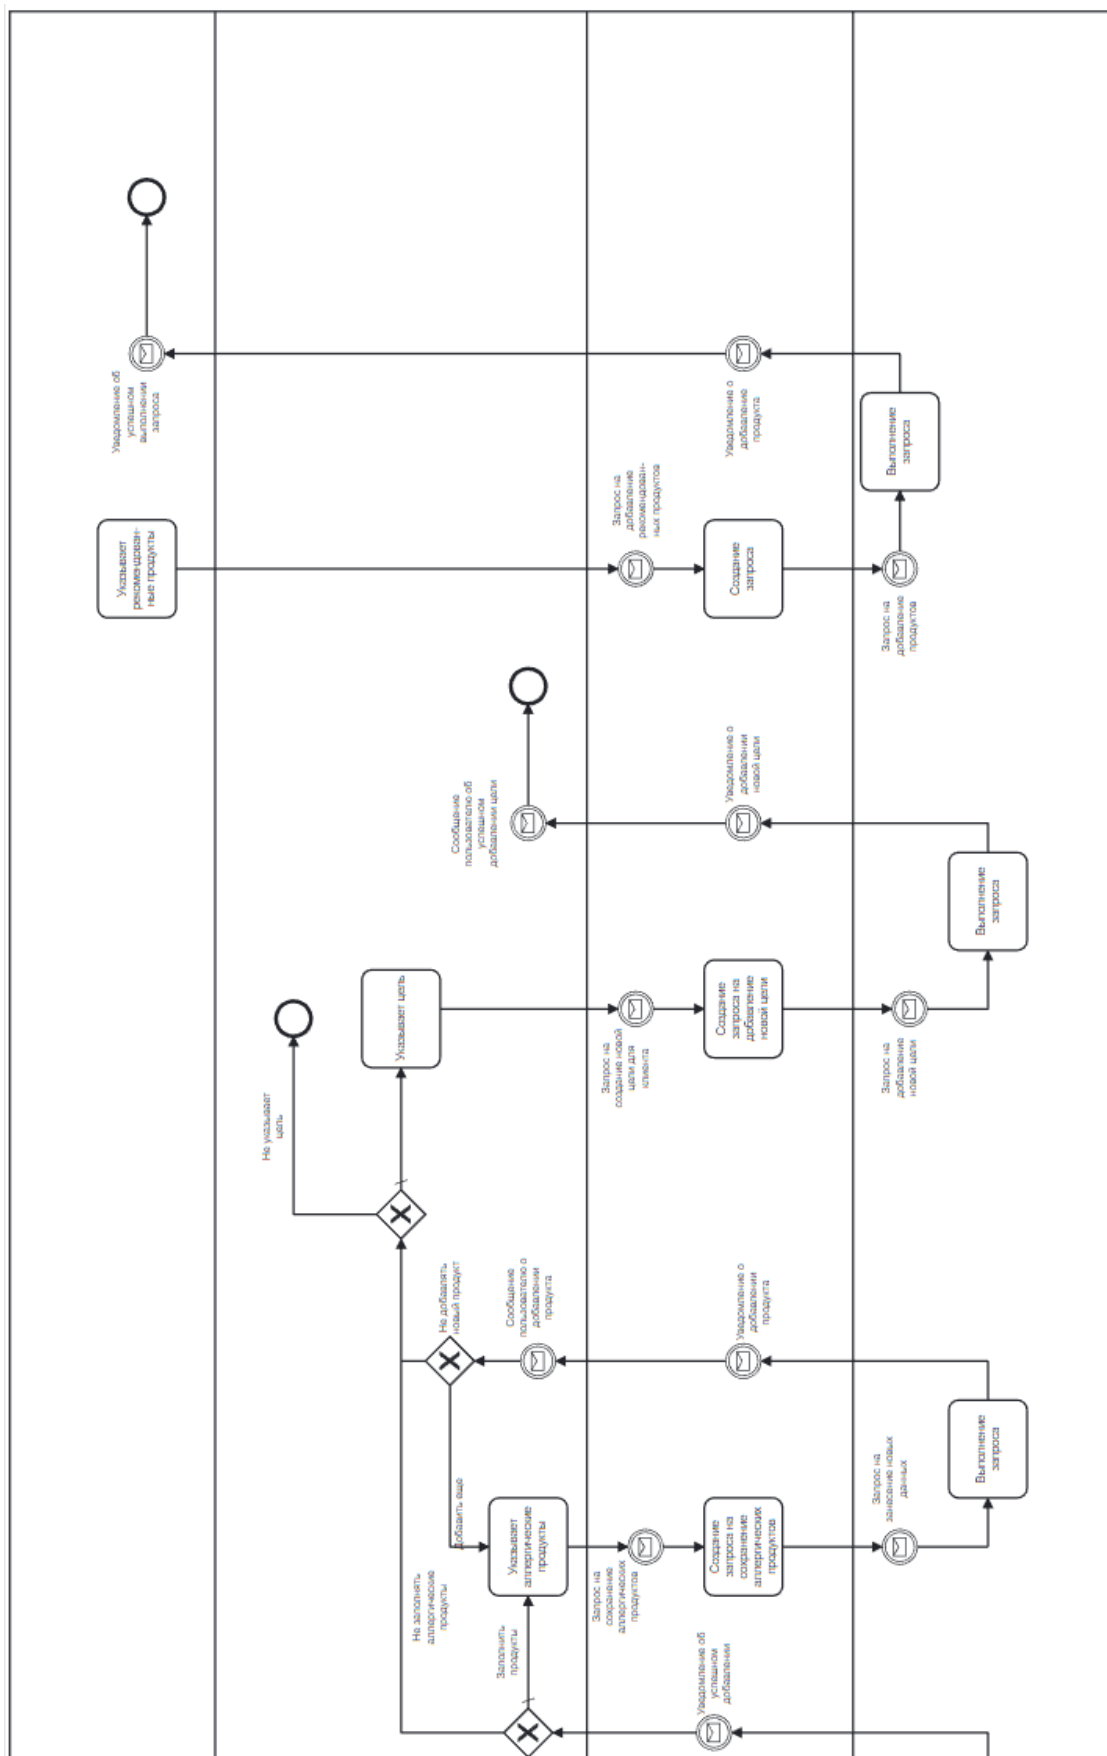 Уведомление об
успешном
выполнении
запроса
Указывает
рекомендован-
ные продукты
Запрос на
добавление
рекомендован-
ных продуктов
Создание
запроса
Запрос на
добавление
продуктов
Выполнение
запроса
Уведомление о
добавление
продукта
Не указывает
цель
Указывает цель
Запрос на
создание новой
цели для
клиента
Создание
запроса на
добавление
новой цели
Запрос на
добавление
новой цели
Выполнение
запроса
Уведомление о
добавлении
новой цели
Сообщение
пользователю об
успешном
добавлении цели
Уведомление об
успешном
добавлении
Не заполнять
аллергические
продукты
Заполнить
продукты
Указывает
аллергические
продукты
Добавить еще
Не добавлять
новый продукт
Запрос на
сохранение
аллергических
продуктов
Создание
запроса на
сохранение
аллергических
продуктов
Запрос на
занесение новых
данных
Выполнение
запроса
Уведомление о
добавлении
продукта
Сообщение
пользователю о
добавлении
продукта